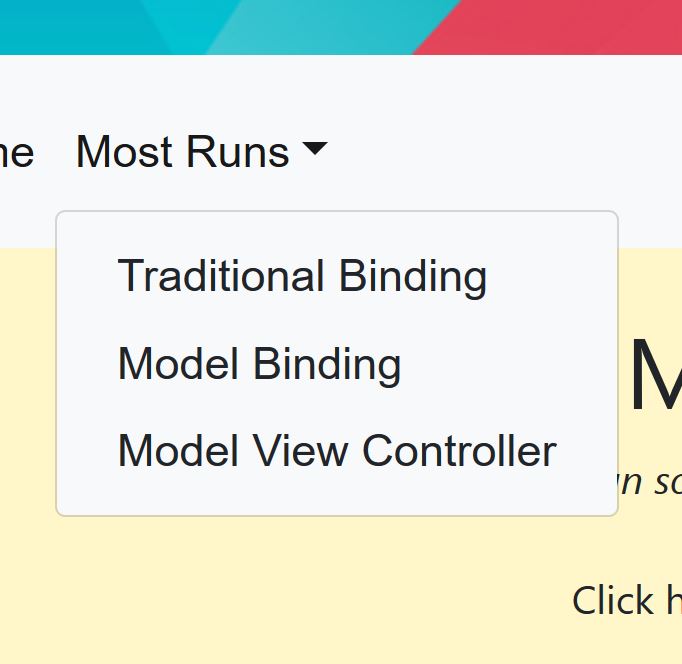 Most Runs
Traditional Binding
Model Binding
Model View Controller
Click